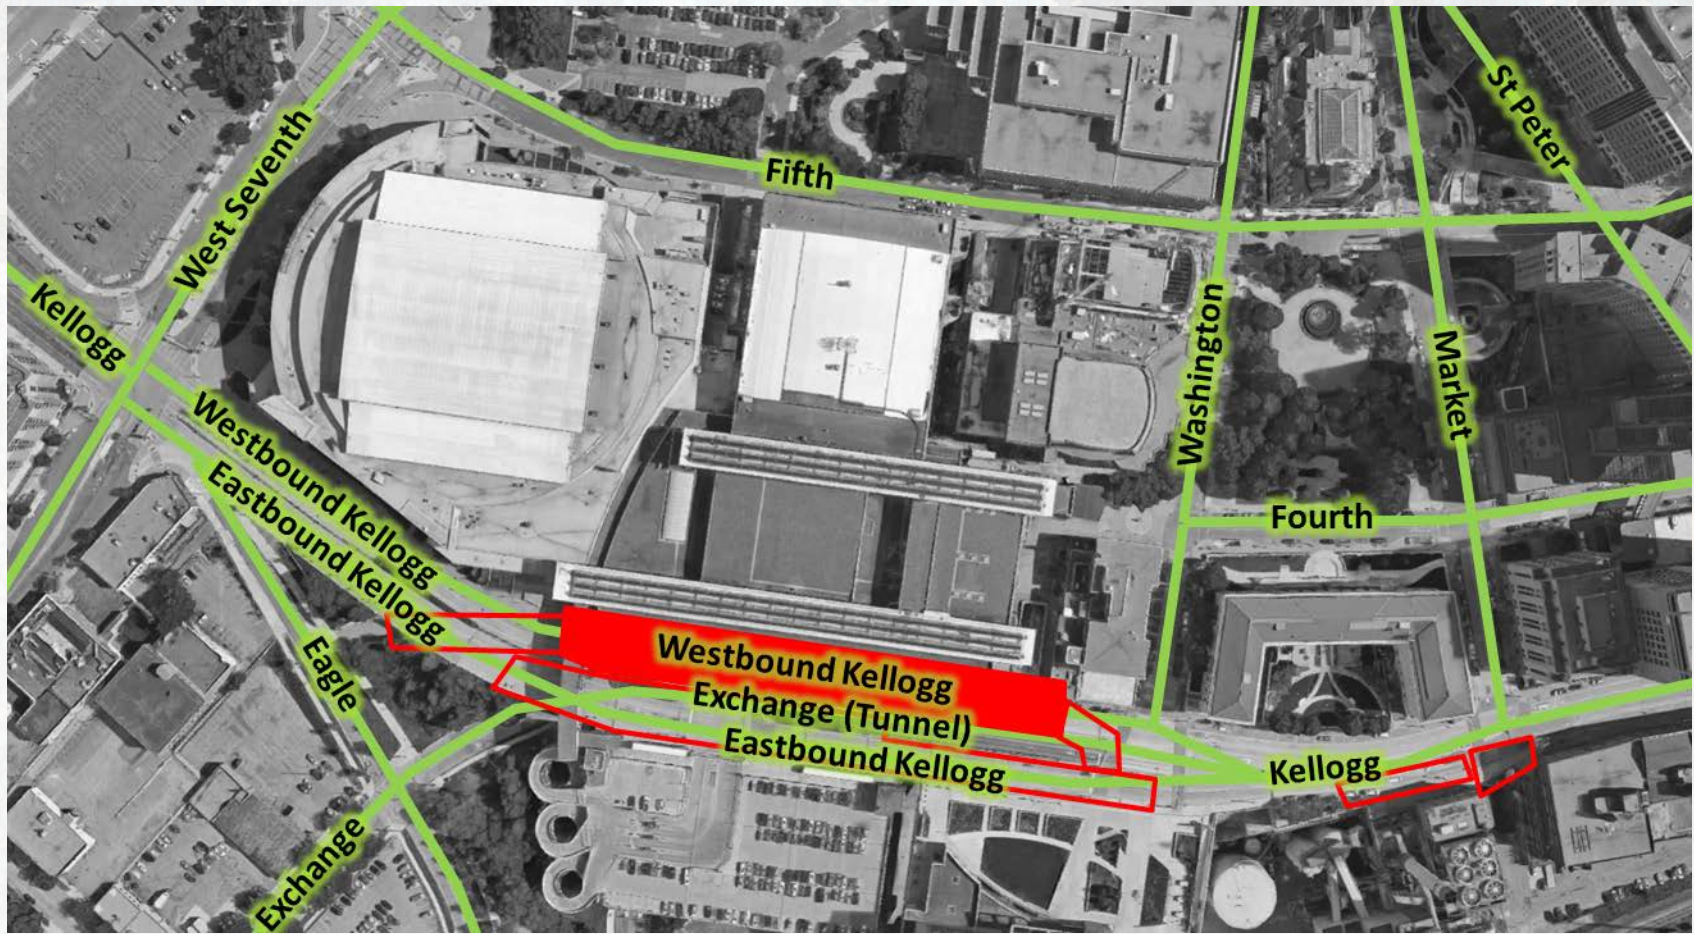 St Peter
Fifth
West Seventh
Kellogg
Washington
Market
Westbound Kellogg
Eastbound Kellogg
Fourth
Eagle
Westbound Kellogg
Exchange (Tunnel)
Eastbound Kellogg
Kellogg
Exchange